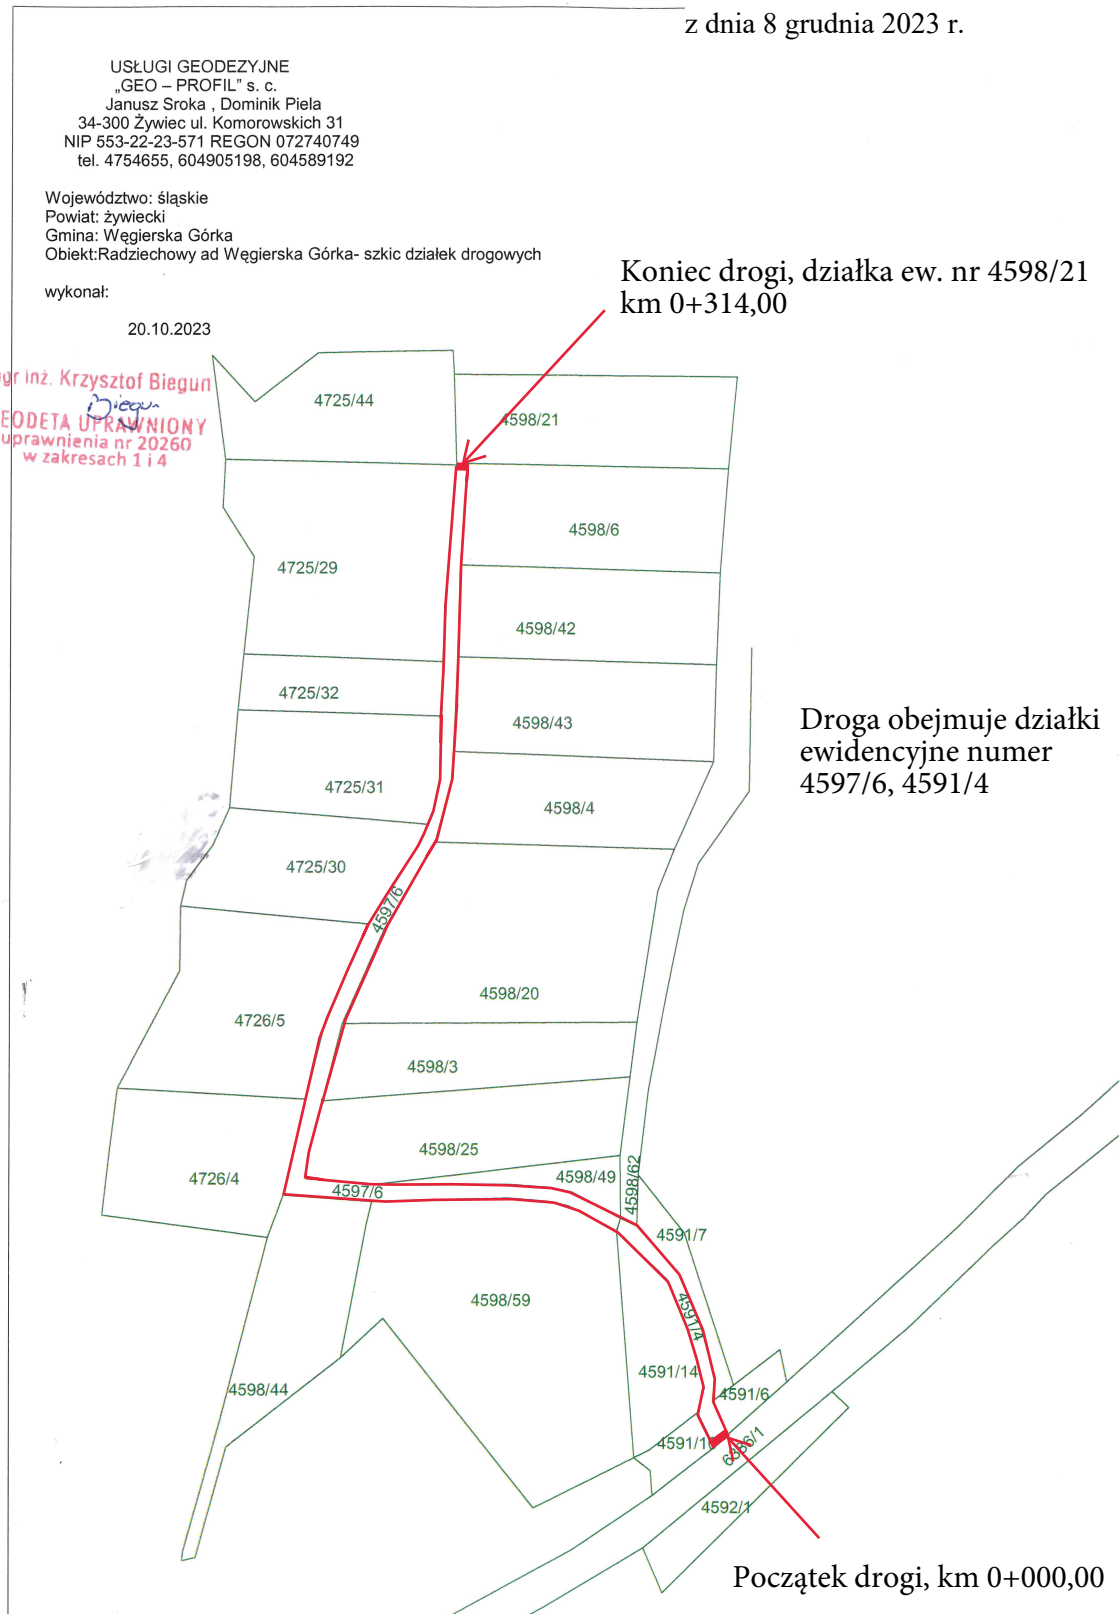 z dnia 8 grudnia 2023 r.
USŁUGI GEODEZYJNE
„GEO – PROFIL” s. c.
Janusz Sroka , Dominik Piela
34-300 Żywiec ul. Komorowskich 31
NIP 553-22-23-571 REGON 072740749
tel. 4754655, 604905198, 604589192
Województwo: śląskie
Powiat: żywiecki
Gmina: Węgierska Górka
Obiekt:Radziechowy ad Węgierska Górka- szkic działek drogowych
wykonał:
20.10.2023
Koniec drogi, działka ew. nr 4598/21
km 0+314,00
gr inż. Krzysztof Biegun
Biegun
EODETA UPRAWNIONY
uprawnienia nr 20260
w zakresach 1 i 4
4725/44
4598/21
4598/6
4725/29
4598/42
4725/32
4598/43
Droga obejmuje działki
ewidencyjne numer
4597/6, 4591/4
4725/31
4598/4
4725/30
4597/6
4598/20
4726/5
4598/3
4598/25
4726/4
4597/6
4598/49
4598/62
4591/7
4598/59
4591/4
4591/14
4598/44
4591/6
4591/1
4592/1
Początek drogi, km 0+000,00